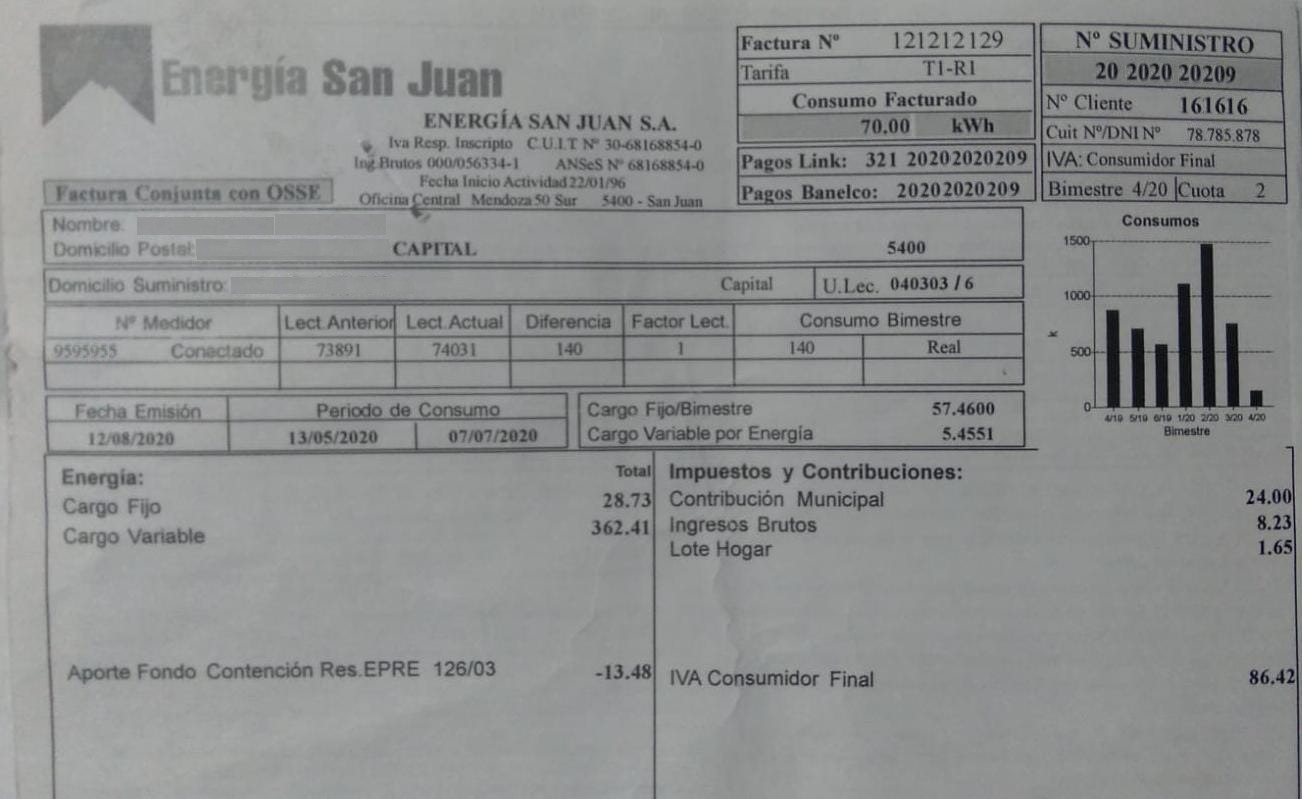 Energía San Juan
ENERGÍA SAN JUAN S.A.
Iva Resp. Inscripto C.U.I.T Nº 30-68168854-0
Ing.Brutos 000/056334-1 ANSeS Nº 68168854-0
Fecha Inicio Actividad 22/01/96
Oficina Central Mendoza 50 Sur 5400 - San Juan
Factura Conjunta con OSSE
Factura Nº 121212129
Tarifa T1-R1
Consumo Facturado
70.00 kWh
Pagos Link: 321 20202020209
Pagos Banelco: 20202020209
Nº SUMINISTRO
20 2020 20209
Nº Cliente 161616
Cuit Nº/DNI Nº 78.785.878
IVA: Consumidor Final
Bimestre 4/20 Cuota 2
Nombre:
Domicilio Postal: CAPITAL 5400
Domicilio Suministro: Capital U.Lec. 040303 / 6
Nº Medidor Lect.Anterior Lect.Actual Diferencia Factor Lect. Consumo Bimestre
9595955 Conectado 73891 74031 140 1 140 Real
Fecha Emisión Periodo de Consumo
12/08/2020 13/05/2020 07/07/2020
Cargo Fijo/Bimestre 57.4600
Cargo Variable por Energía 5.4551
Consumos
1500
1000
500
0
k
4/19 5/19 6/19 1/20 2/20 3/20 4/20
Bimestre
Energía: Total
Cargo Fijo 28.73
Cargo Variable 362.41
Aporte Fondo Contención Res.EPRE 126/03 -13.48
Impuestos y Contribuciones:
Contribución Municipal 24.00
Ingresos Brutos 8.23
Lote Hogar 1.65
IVA Consumidor Final 86.42